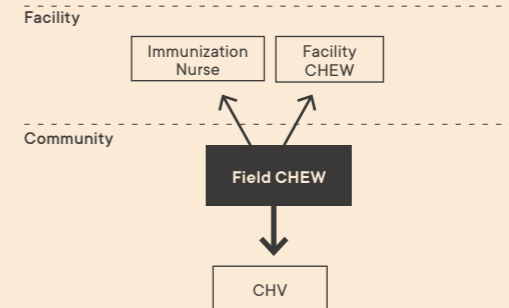 Facility
Immunization
Nurse
Facility
CHEW
Community
Field CHEW
CHV